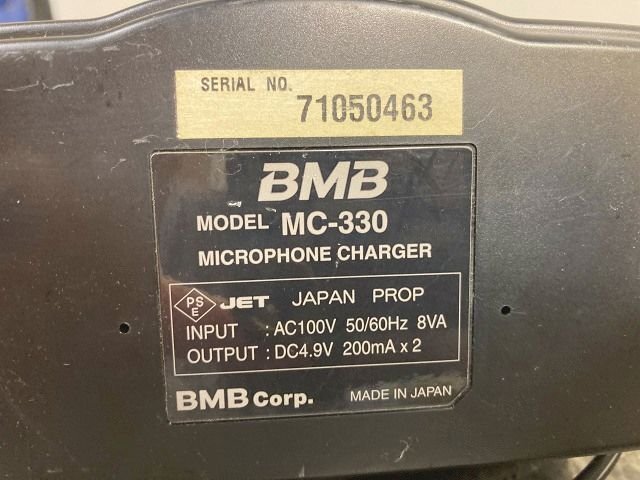 SERIAL NO.
71050463
BMB
MODEL MC-330
MICROPHONE CHARGER
PS
E
JET JAPAN PROP
INPUT : AC100V 50/60Hz 8VA
OUTPUT : DC4.9V 200mA x 2
BMB Corp. MADE IN JAPAN